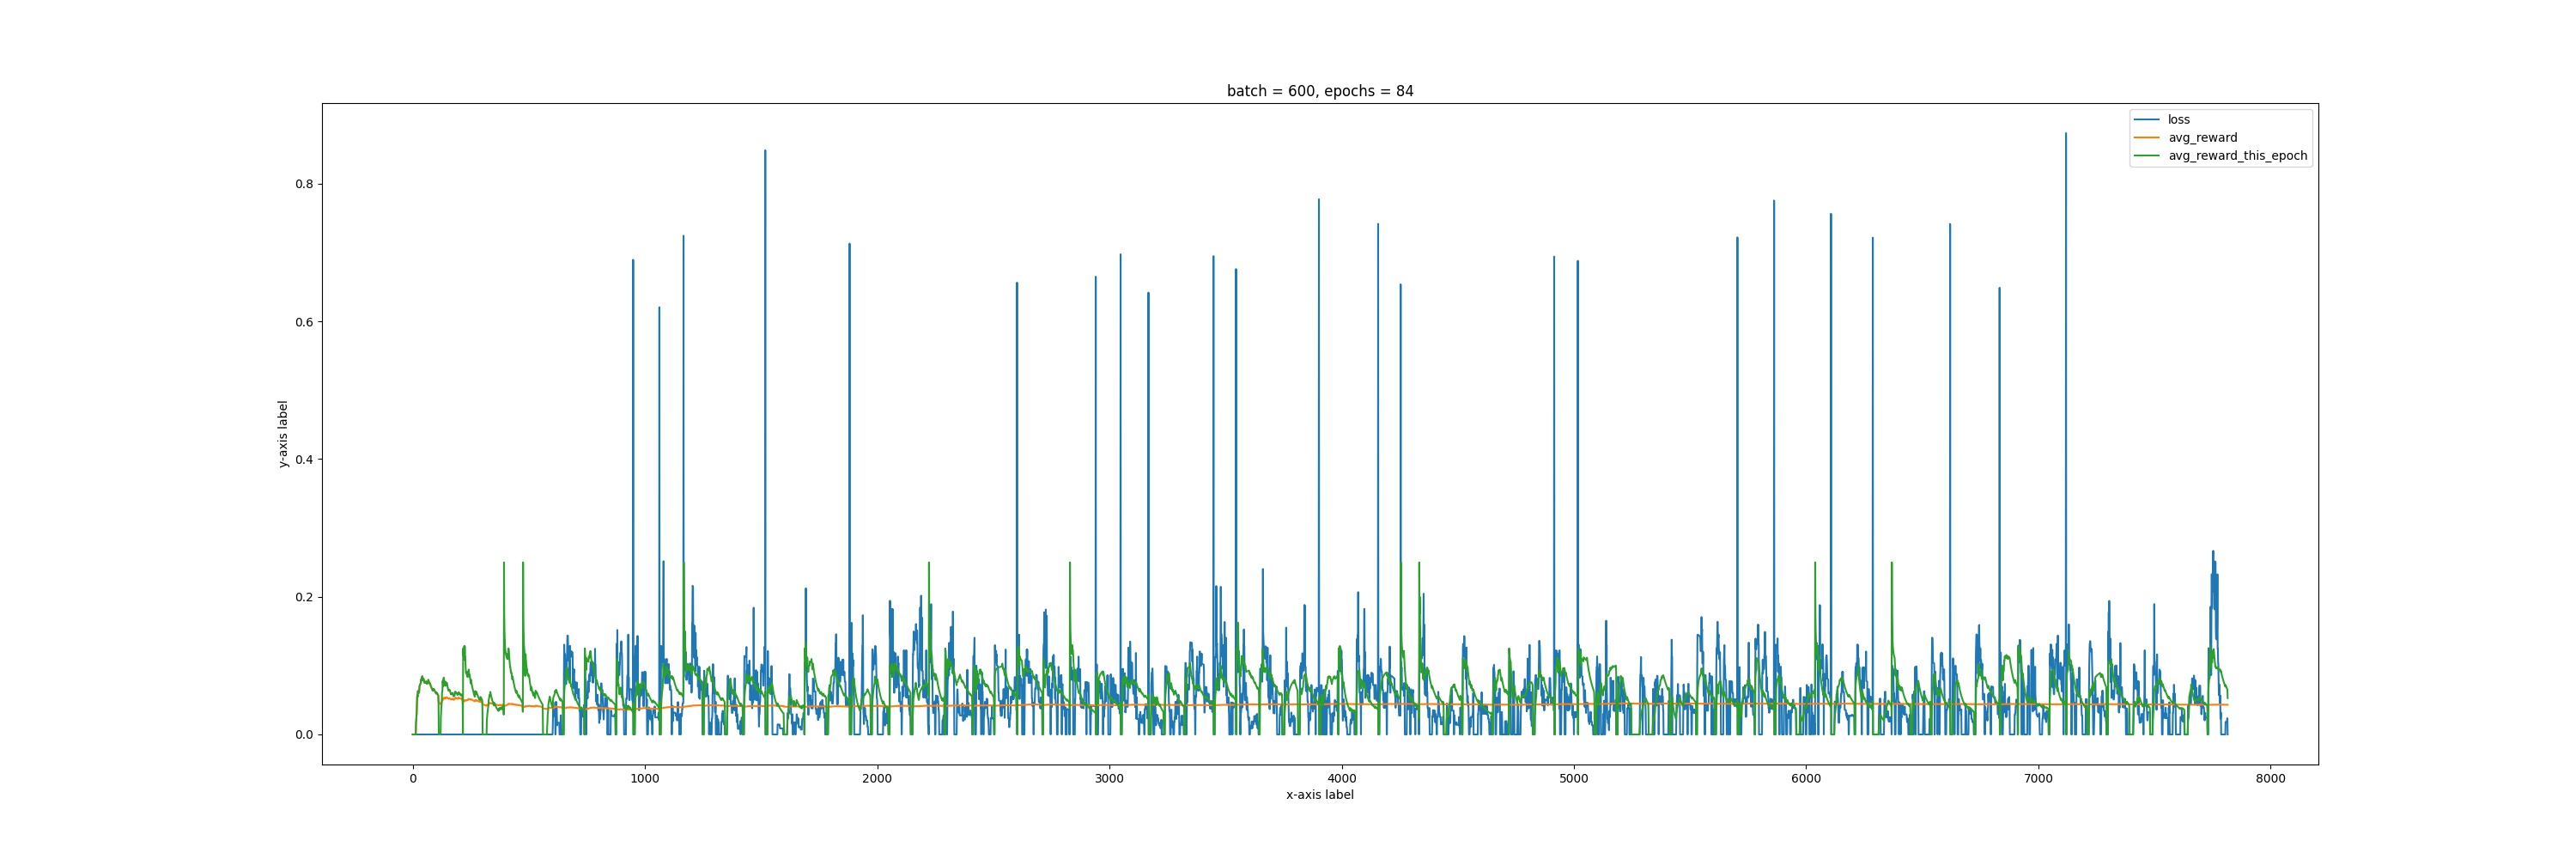 batch = 600, epochs = 84
loss
avg_reward
avg_reward_this_epoch
0.8
0.6
0.4
0.2
0.0
y-axis label
0 1000 2000 3000 4000 5000 6000 7000 8000
x-axis label